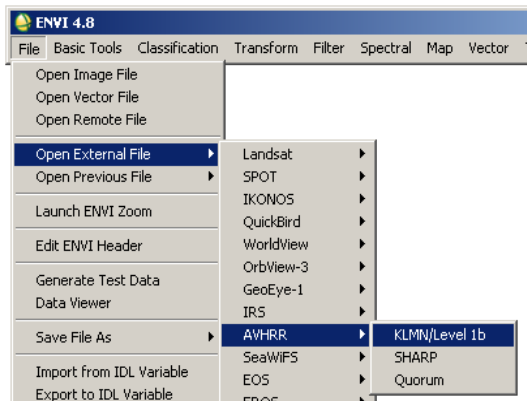 ENVI 4.8
File Basic Tools Classification Transform Filter Spectral Map Vector
Open Image File
Open Vector File
Open Remote File
Open External File
Open Previous File
Launch ENVI Zoom
Edit ENVI Header
Generate Test Data
Data Viewer
Save File As
Import from IDL Variable
Export to IDL Variable
Landsat
SPOT
IKONOS
QuickBird
WorldView
OrbView-3
GeoEye-1
IRS
AVHRR
SeaWiFS
EOS
EROS
KLMN/Level 1b
SHARP
Quorum